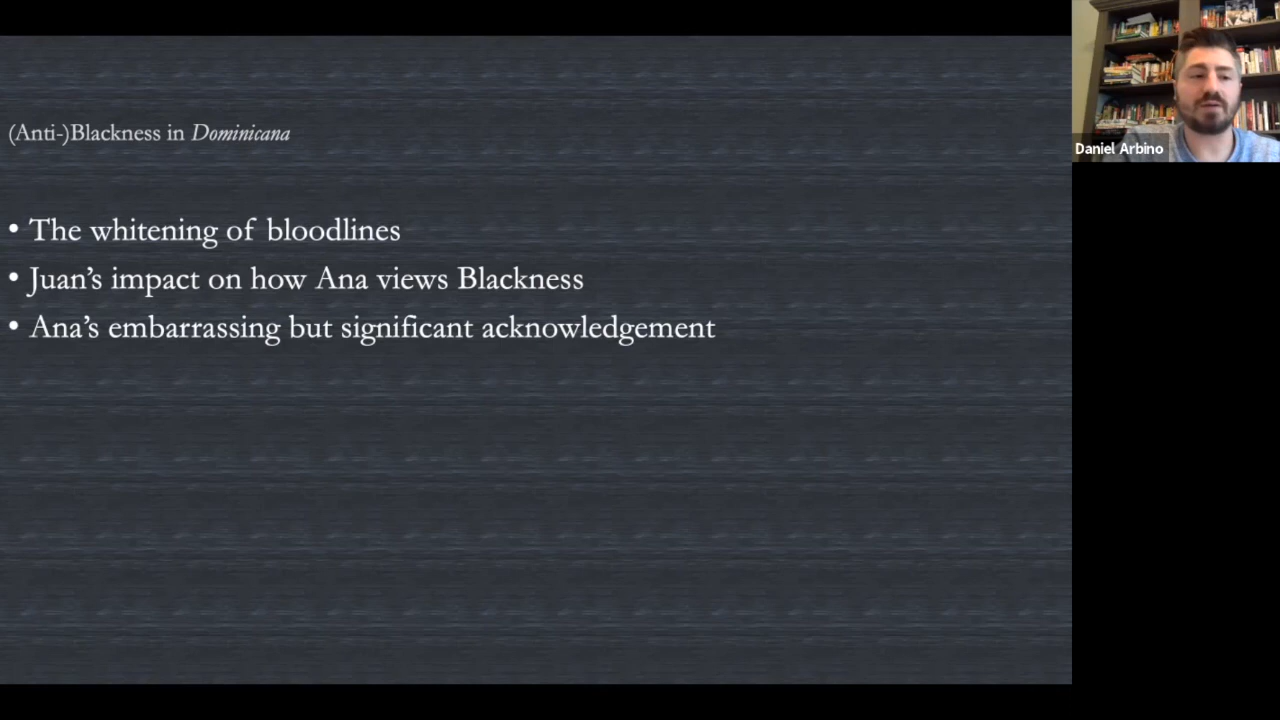 (Anti-)Blackness in Dominicana
• The whitening of bloodlines
• Juan’s impact on how Ana views Blackness
• Ana’s embarrassing but significant acknowledgement
Daniel Arbino